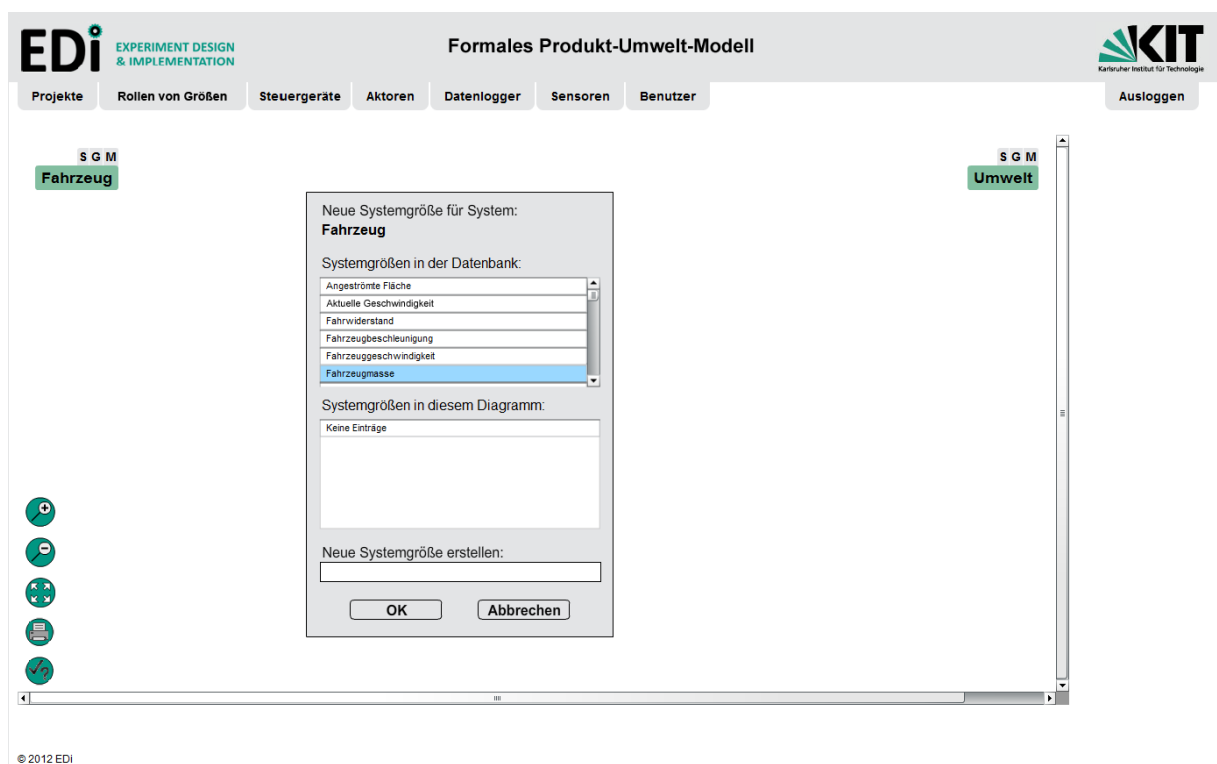 EDi EXPERIMENT DESIGN
& IMPLEMENTATION
Formales Produkt-Umwelt-Modell
KIT
Karlsruher Institut für Technologie
Projekte Rollen von Größen Steuergeräte Aktoren Datenlogger Sensoren Benutzer Ausloggen
S G M
Fahrzeug
S G M
Umwelt
Neue Systemgröße für System:
Fahrzeug
Systemgrößen in der Datenbank:
Angeströmte Fläche
Aktuelle Geschwindigkeit
Fahrwiderstand
Fahrzeugbeschleunigung
Fahrzeuggeschwindigkeit
Fahrzeugmasse
Systemgrößen in diesem Diagramm:
Keine Einträge
Neue Systemgröße erstellen:
OK Abbrechen
© 2012 EDi